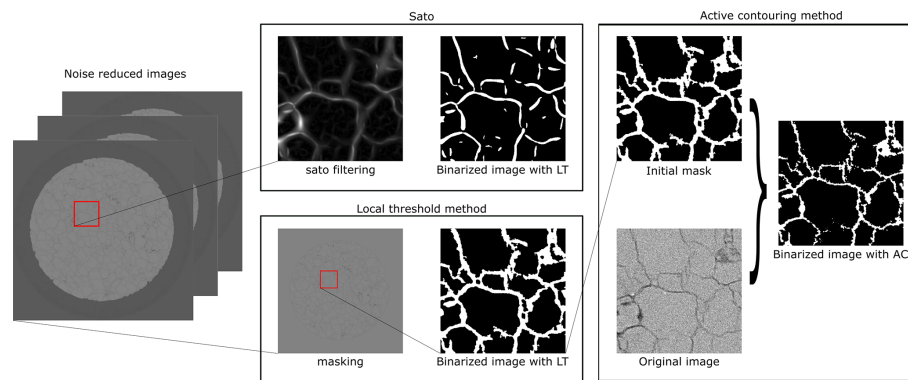 Sato
Active contouring method
Noise reduced images
sato filtering
Binarized image with LT
Initial mask
Local threshold method
Binarized image with AC
masking
Binarized image with LT
Original image